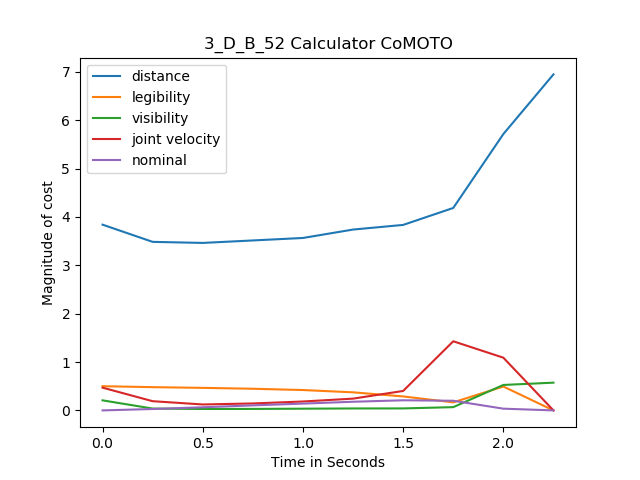 3_D_B_52 Calculator CoMOTO
distance
legibility
visibility
joint velocity
nominal
Magnitude of cost
7
6
5
4
3
2
1
0
0.0 0.5 1.0 1.5 2.0
Time in Seconds